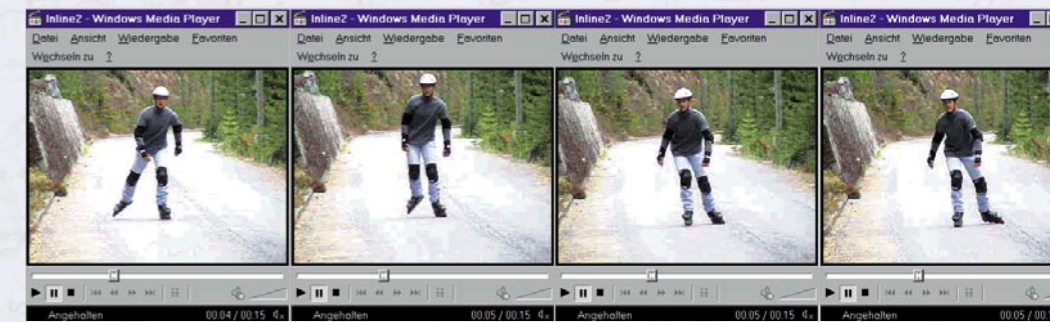 Inline2 - Windows Media Player
Datei Ansicht Wiedergabe Favoriten
Wechseln zu ?
Angehalten 00:04 / 00:15
Inline2 - Windows Media Player
Datei Ansicht Wiedergabe Favoriten
Wechseln zu ?
Angehalten 00:05 / 00:15
Inline2 - Windows Media Player
Datei Ansicht Wiedergabe Favoriten
Wechseln zu ?
Angehalten 00:05 / 00:15
Inline2 - Windows Media Player
Datei Ansicht Wiedergabe Favoriten
Wechseln zu ?
Angehalten 00:05 /